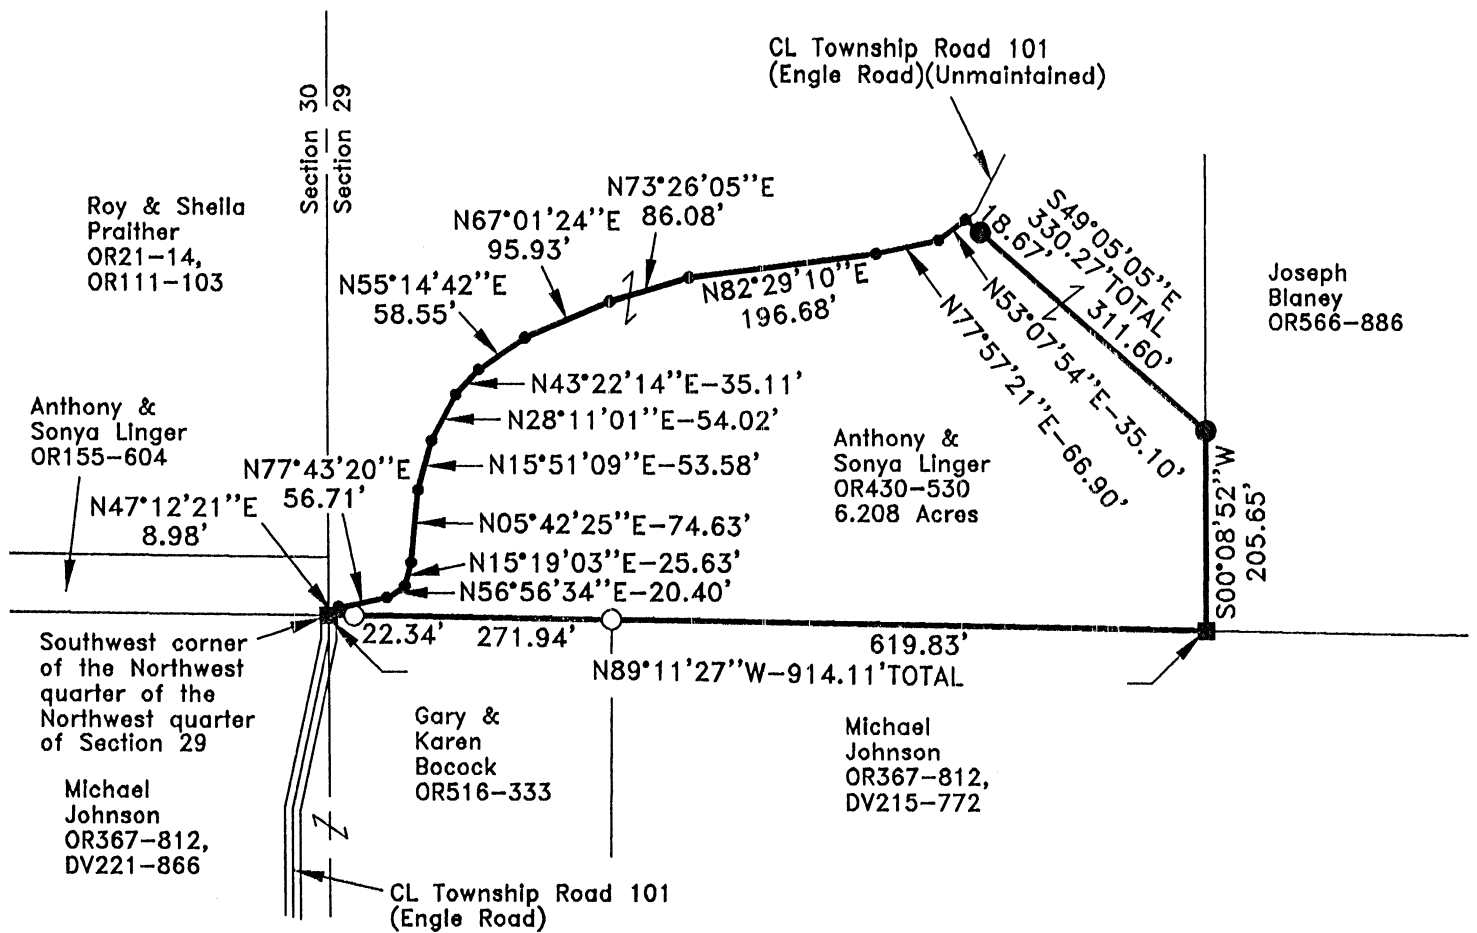 CL Township Road 101
(Engle Road)(Unmaintained)
Section 30
Section 29
Roy & Sheila
Praither
OR21-14,
OR111-103
N73°26'05"E
86.08'
N67°01'24"E
95.93'
N55°14'42"E
58.55'
N82°29'10"E
196.68'
18.67'
S49°05'05"E
330.27'TOTAL
311.60'
N53°07'54"E-35.10'
N77°57'21"E-66.90'
Joseph
Blaney
OR566-886
N43°22'14"E-35.11'
N28°11'01"E-54.02'
N15°51'09"E-53.58'
N05°42'25"E-74.63'
N15°19'03"E-25.63'
N56°56'34"E-20.40'
Anthony &
Sonya Linger
OR155-604
N77°43'20"E
56.71'
N47°12'21"E
8.98'
Anthony &
Sonya Linger
OR430-530
6.208 Acres
S00°08'52"W
205.65'
22.34'
271.94'
619.83'
N89°11'27"W-914.11'TOTAL
Southwest corner
of the Northwest
quarter of the
Northwest quarter
of Section 29
Gary &
Karen
Bocock
OR516-333
Michael
Johnson
OR367-812,
DV215-772
Michael
Johnson
OR367-812,
DV221-866
CL Township Road 101
(Engle Road)